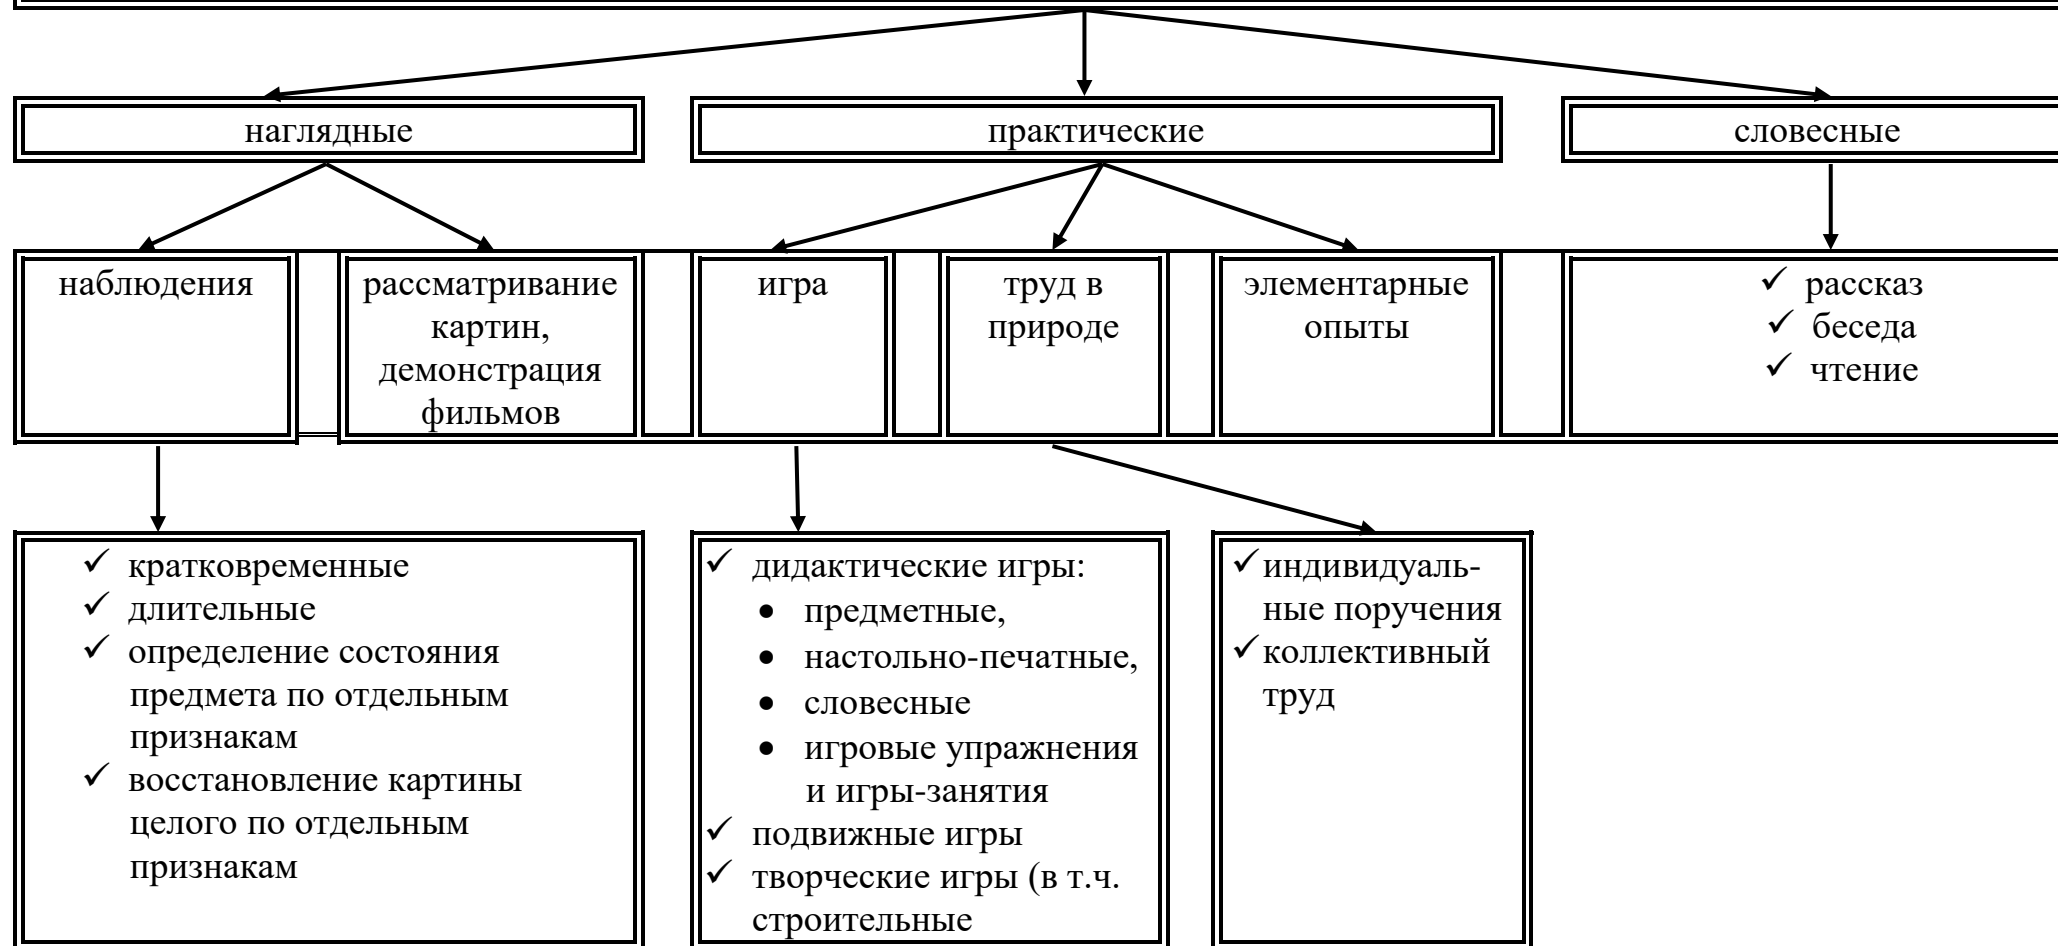 наглядные
практические
словесные
наблюдения
рассматривание
картин,
демонстрация
фильмов
игра
труд в
природе
элементарные
опыты
✓ рассказ
✓ беседа
✓ чтение
✓ кратковременные
✓ длительные
✓ определение состояния
предмета по отдельным
признакам
✓ восстановление картины
целого по отдельным
признакам
✓ дидактические игры:
• предметные,
• настольно-печатные,
• словесные
• игровые упражнения
и игры-занятия
✓ подвижные игры
✓ творческие игры (в т.ч.
строительные
✓ индивидуаль-
ные поручения
✓ коллективный
труд